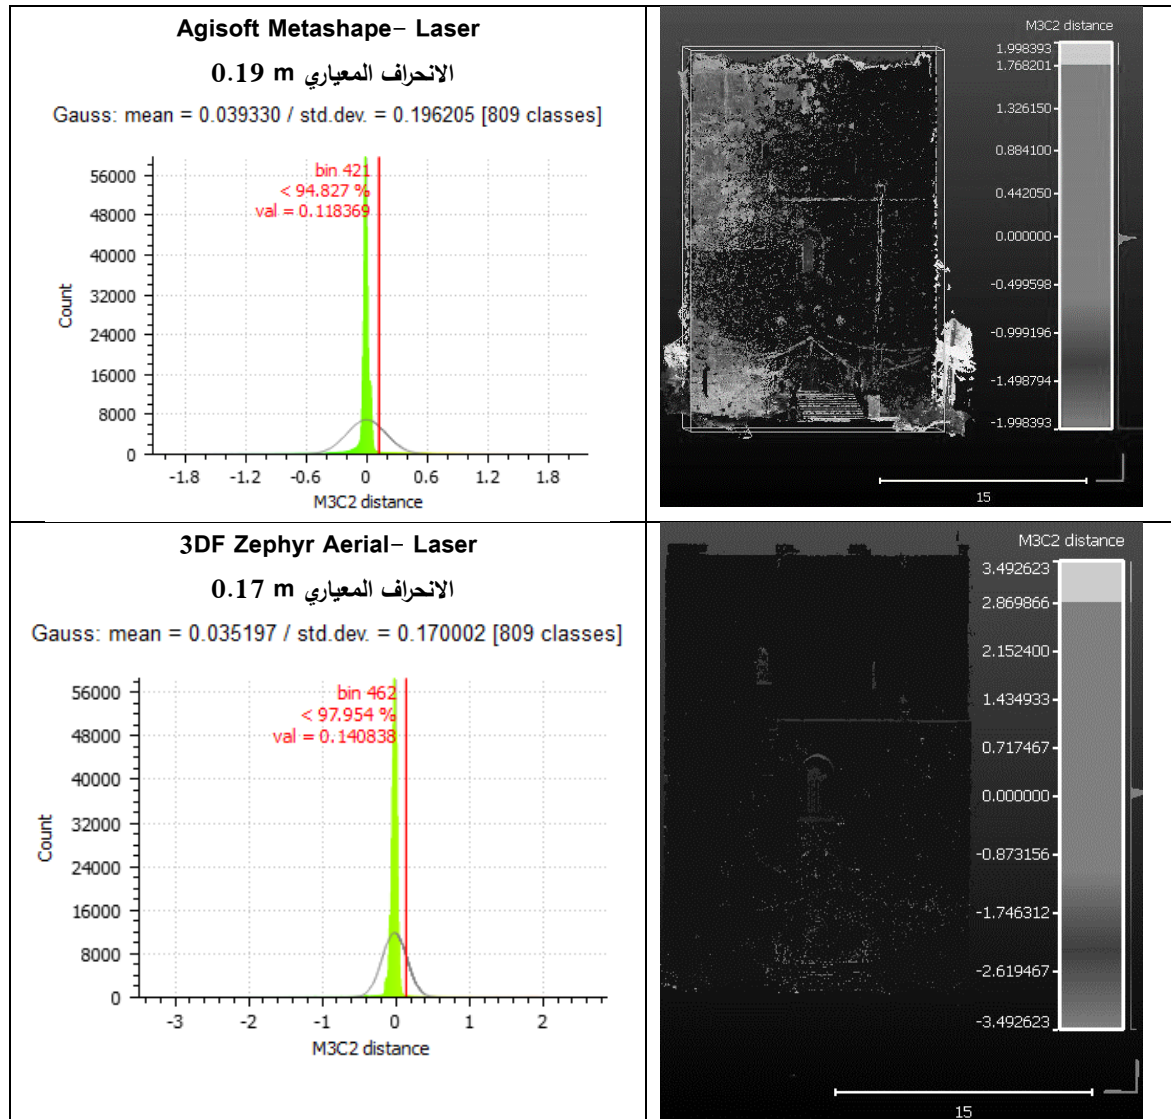 Agisoft Metashape– Laser
الانحراف المعياري 0.19 m
Gauss: mean = 0.039330 / std.dev. = 0.196205 [809 classes]
bin 421
< 94.827 %
val = 0.118369
56000
48000
40000
32000
24000
16000
8000
0
Count
-1.8 -1.2 -0.6 0 0.6 1.2 1.8
M3C2 distance
M3C2 distance
1.998393
1.768201
1.326150
0.884100
0.442050
0.000000
-0.499598
-0.999196
-1.498794
-1.998393
15
3DF Zephyr Aerial– Laser
الانحراف المعياري 0.17 m
Gauss: mean = 0.035197 / std.dev. = 0.170002 [809 classes]
bin 462
< 97.954 %
val = 0.140838
56000
48000
40000
32000
24000
16000
8000
0
Count
-3 -2 -1 0 1 2
M3C2 distance
M3C2 distance
3.492623
2.869866
2.152400
1.434933
0.717467
0.000000
-0.873156
-1.746312
-2.619467
-3.492623
15